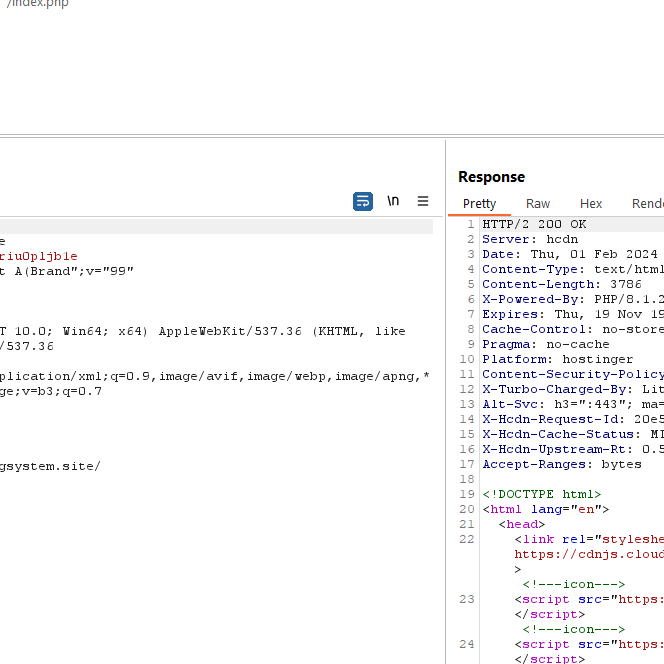 /index.php
\n
e
riuOpljb1e
t A(Brand";v="99"
T 10.0; Win64; x64) AppleWebKit/537.36 (KHTML, like
/537.36
plication/xml;q=0.9,image/avif,image/webp,image/apng,*
ge;v=b3;q=0.7
gsystem.site/
Response
Pretty Raw Hex Rende
1 HTTP/2 200 OK
2 Server: hcdn
3 Date: Thu, 01 Feb 2024
4 Content-Type: text/html
5 Content-Length: 3786
6 X-Powered-By: PHP/8.1.2
7 Expires: Thu, 19 Nov 19
8 Cache-Control: no-store
9 Pragma: no-cache
10 Platform: hostinger
11 Content-Security-Policy
12 X-Turbo-Charged-By: Lit
13 Alt-Svc: h3=":443"; ma=
14 X-Hcdn-Request-Id: 20e5
15 X-Hcdn-Cache-Status: MI
16 X-Hcdn-Upstream-Rt: 0.5
17 Accept-Ranges: bytes
18
19 <!DOCTYPE html>
20 <html lang="en">
21 <head>
22 <link rel="styleshe
https://cdnjs.cloud
>
<!---icon--->
23 <script src="https:
</script>
<!---icon--->
24 <script src="https:
</script>